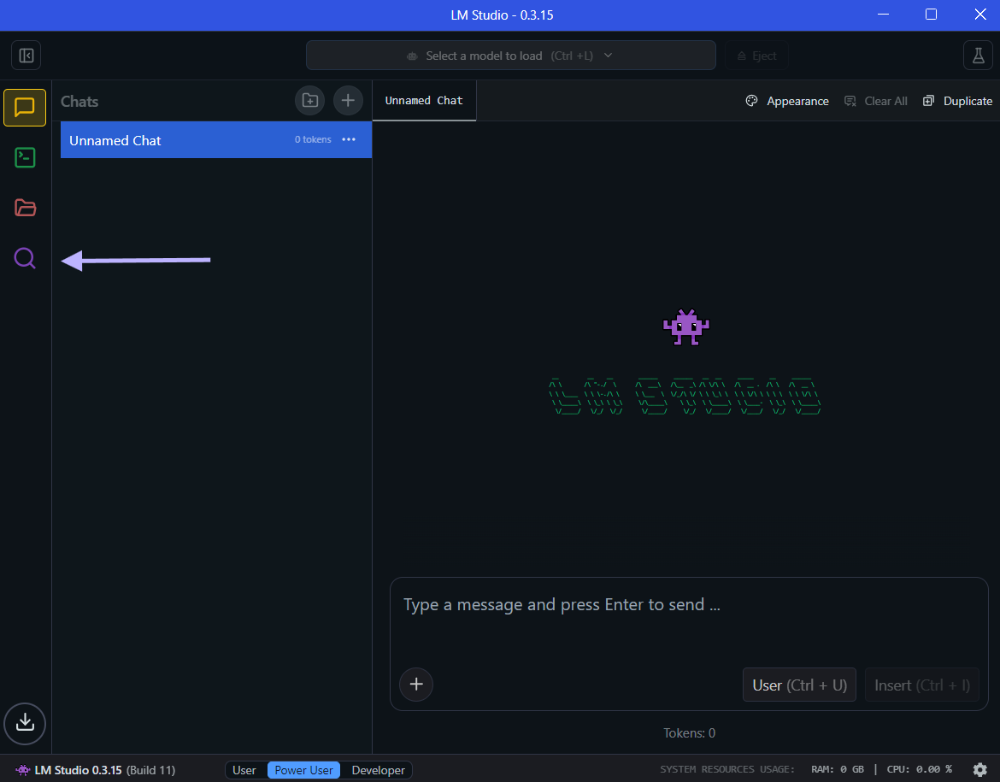 LM Studio - 0.3.15
Select a model to load (Ctrl +L)
Eject
Chats
Unnamed Chat
Appearance
Clear All
Duplicate
Unnamed Chat
0 tokens
LM STUDIO
Type a message and press Enter to send ...
User (Ctrl + U)
Insert (Ctrl + I)
Tokens: 0
LM Studio 0.3.15 (Build 11)
User
Power User
Developer
SYSTEM RESOURCES USAGE: RAM: 0 GB | CPU: 0.00 %